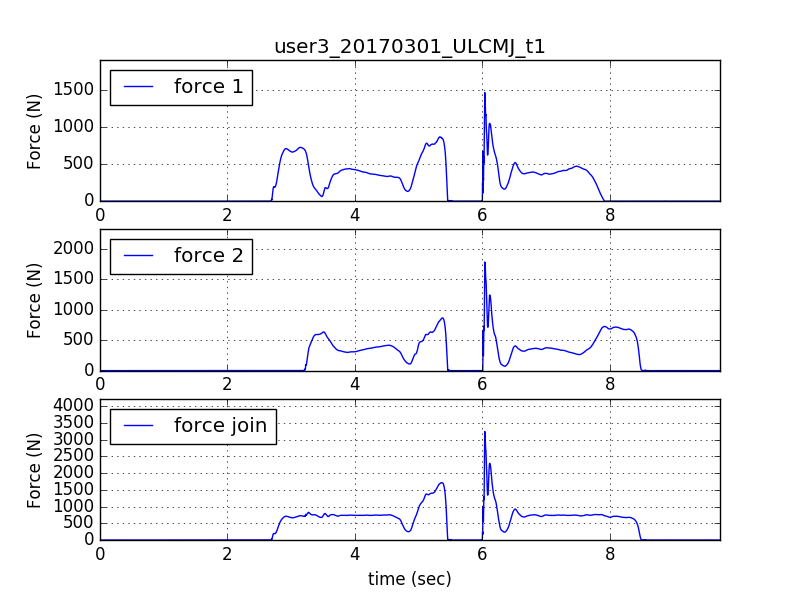 user3_20170301_ULCMJ_t1
1500
1000
500
0
Force (N)
force 1
0 2 4 6 8
2000
1500
1000
500
0
Force (N)
force 2
0 2 4 6 8
4000
3500
3000
2500
2000
1500
1000
500
0
Force (N)
force join
0 2 4 6 8
time (sec)